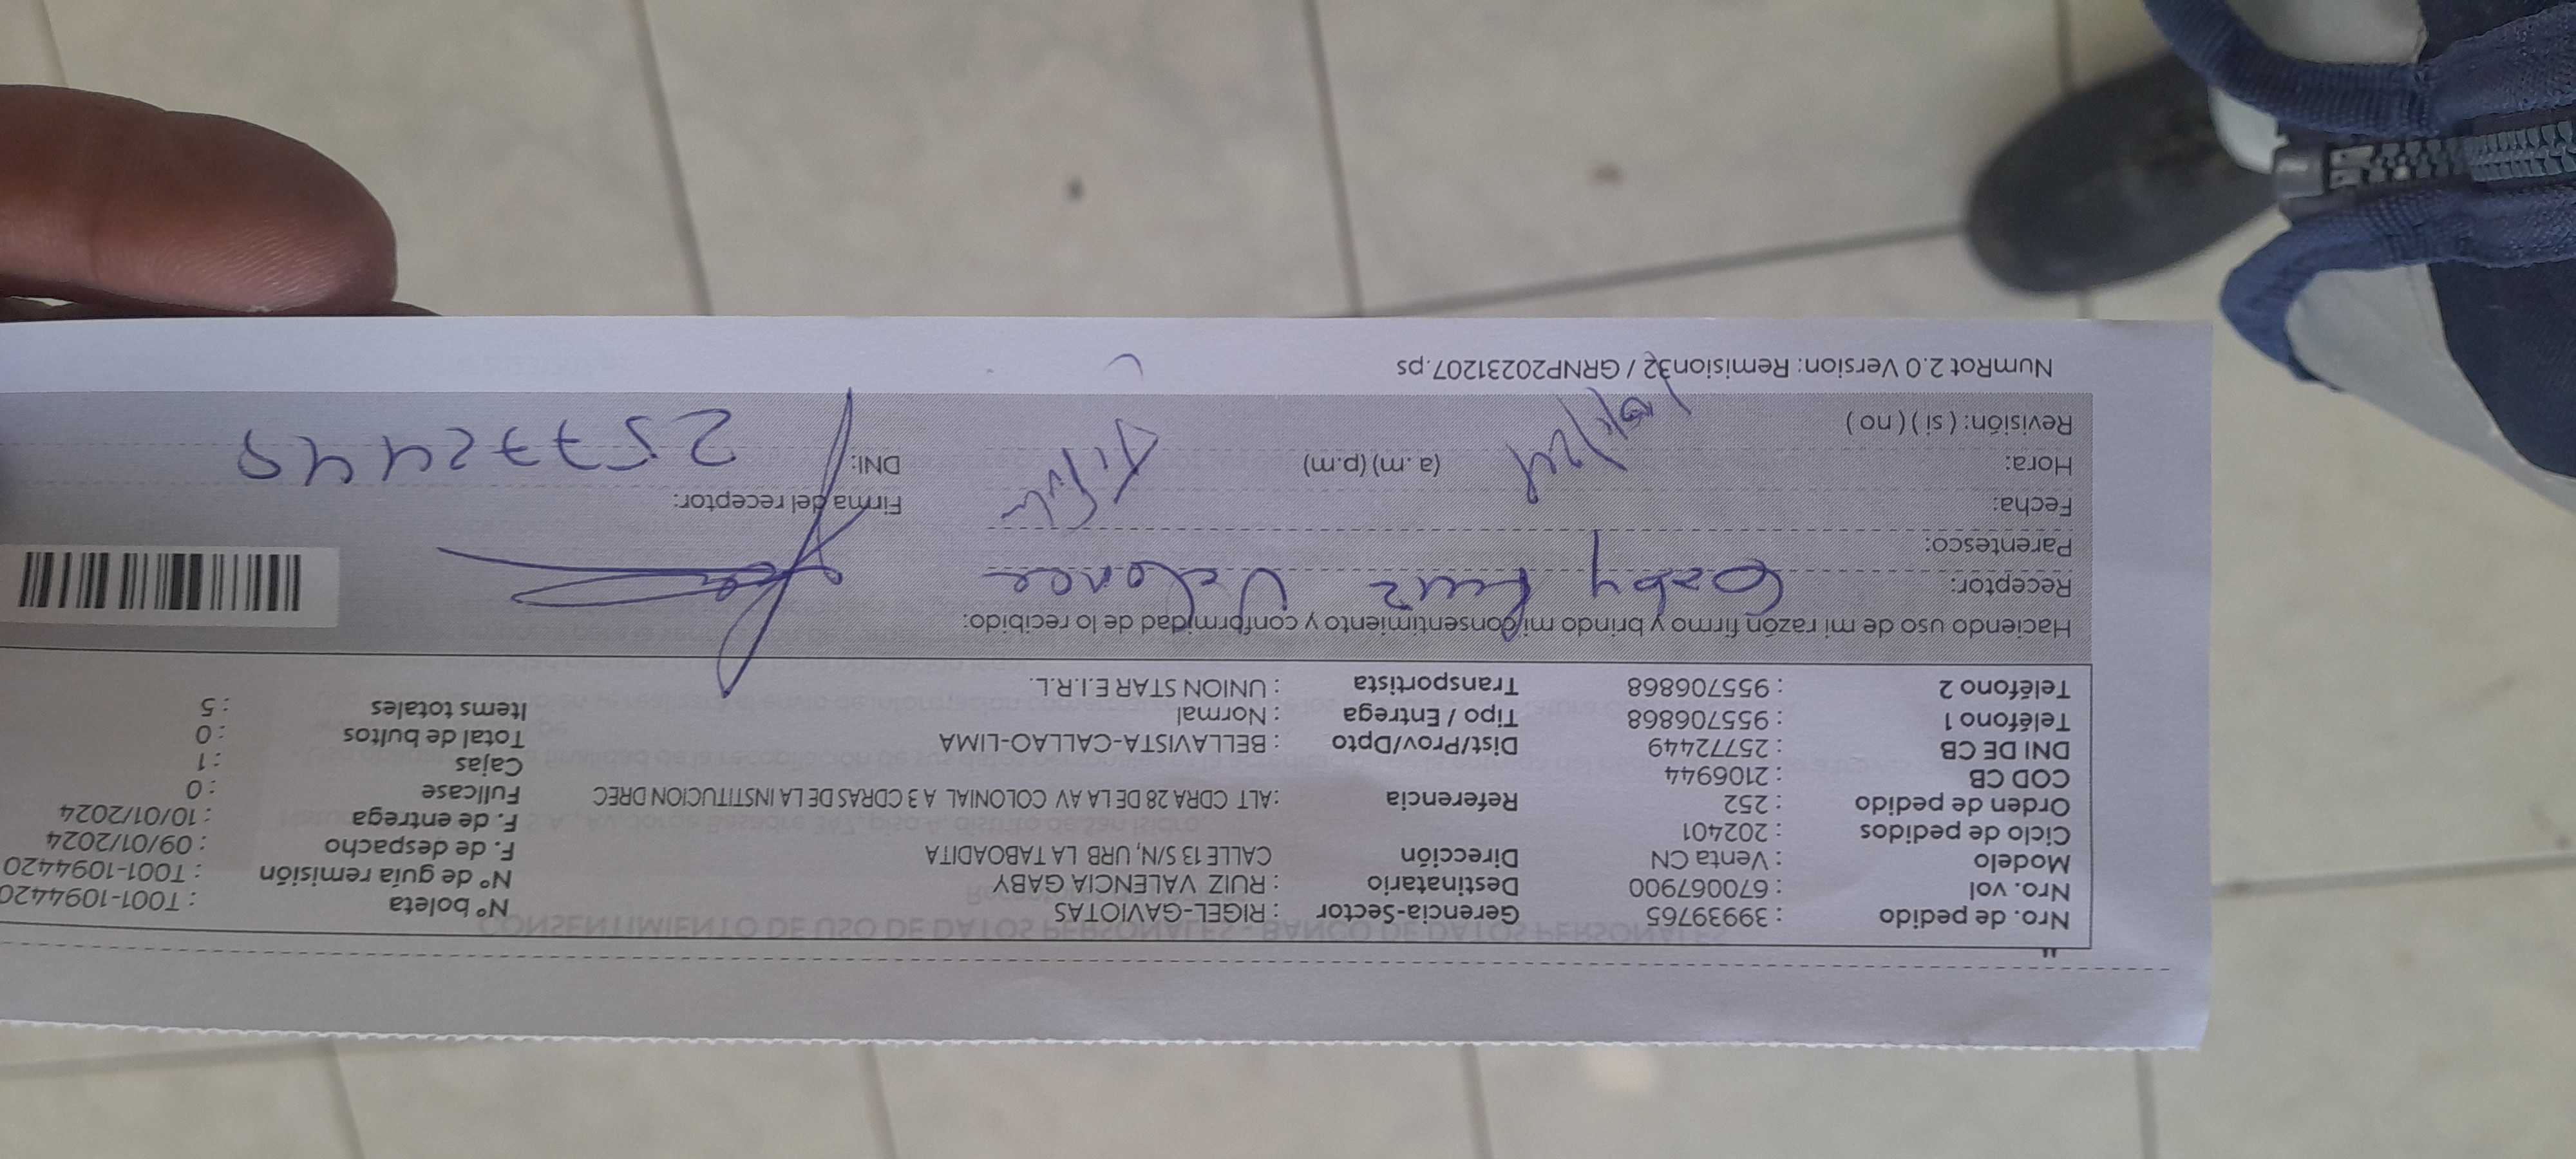 Nro. de pedido : 39939765 Gerencia-Sector : RIGEL-GAVIOTAS N° boleta : T001-1094420
Nro. vol : 670067900 Destinatario : RUIZ VALENCIA GABY N° de guía remisión : T001-1094420
Modelo : Venta CN Dirección CALLE 13 S/N, URB LA TABOADITA F. de despacho : 09/01/2024
Ciclo de pedidos : 202401 F. de entrega : 10/01/2024
Orden de pedido : 252 Referencia :ALT CDRA 28 DE LA AV COLONIAL A 3 CDRAS DE LA INSTITUCION DREC Fullcase : 0
COD CB : 2106944 Cajas : 1
DNI DE CB : 25772449 Dist/Prov/Dpto : BELLAVISTA-CALLAO-LIMA Total de bultos : 0
Teléfono 1 : 955706868 Tipo / Entrega : Normal Items totales : 5
Teléfono 2 : 955706868 Transportista : UNION STAR E.I.R.L.
Haciendo uso de mi razón firmo y brindo mi consentimiento y conformidad de lo recibido:
Receptor: Gaby Ruiz
Parentesco:
Fecha: Firma del receptor:
Hora: (a.m) (p.m) DNI: 25772449
Revisión: ( si ) ( no )
NumRot 2.0 Version: Remision32 / GRNP20231207.ps